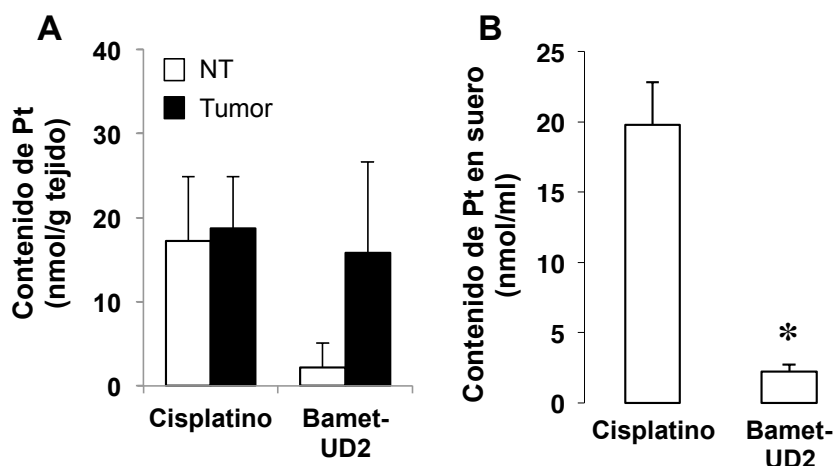 A
Contenido de Pt
(nmol/g tejido)
40
30
20
10
0
NT
Tumor
Cisplatino
Bamet-
UD2
B
Contenido de Pt en suero
(nmol/ml)
25
20
15
10
5
0
*
Cisplatino
Bamet-
UD2